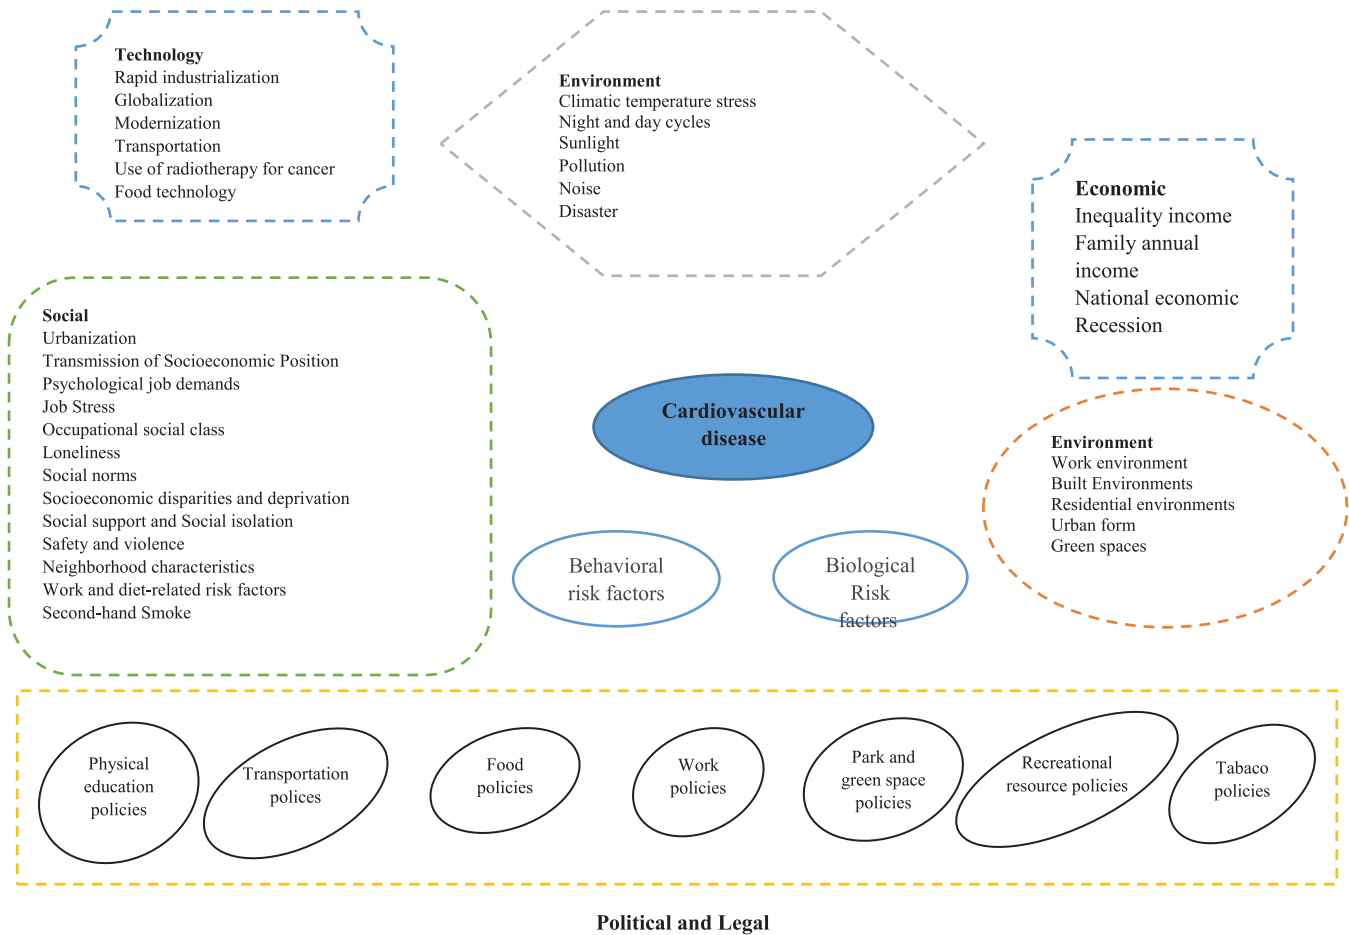 Technology
Rapid industrialization
Globalization
Modernization
Transportation
Use of radiotherapy for cancer
Food technology
Environment
Climatic temperature stress
Night and day cycles
Sunlight
Pollution
Noise
Disaster
Economic
Inequality income
Family annual
income
National economic
Recession
Social
Urbanization
Transmission of Socioeconomic Position
Psychological job demands
Job Stress
Occupational social class
Loneliness
Social norms
Socioeconomic disparities and deprivation
Social support and Social isolation
Safety and violence
Neighborhood characteristics
Work and diet-related risk factors
Second-hand Smoke
Cardiovascular
disease
Environment
Work environment
Built Environments
Residential environments
Urban form
Green spaces
Behavioral
risk factors
Biological
Risk
factors
Physical
education
policies
Transportation
polices
Food
policies
Work
policies
Park and
green space
policies
Recreational
resource policies
Tabaco
policies
Political and Legal